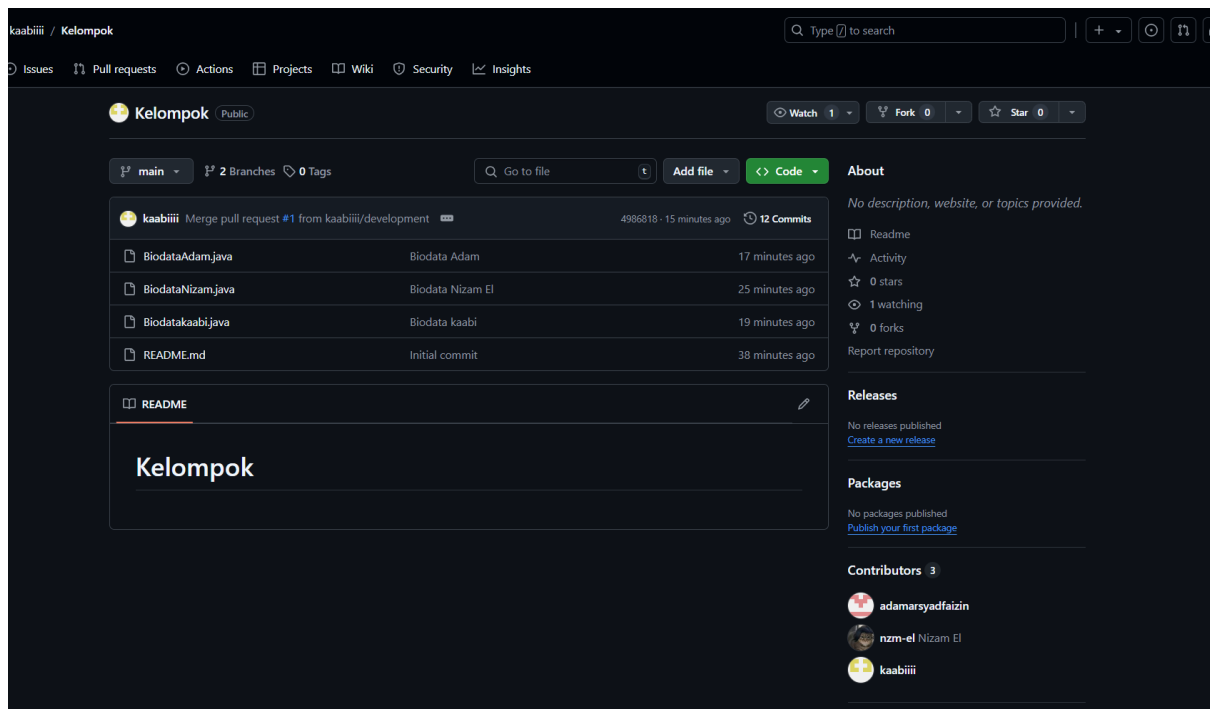 kaabiiii / Kelompok
Type / to search
Issues Pull requests Actions Projects Wiki Security Insights
Kelompok Public
Watch 1 Fork 0 Star 0
main 2 Branches 0 Tags Go to file t Add file Code
kaabiiii Merge pull request #1 from kaabiiii/development 4986818 · 15 minutes ago 12 Commits
BiodataAdam.java Biodata Adam 17 minutes ago
BiodataNizam.java Biodata Nizam El 25 minutes ago
Biodatakaabi.java Biodata kaabi 19 minutes ago
README.md Initial commit 38 minutes ago
README
Kelompok
About
No description, website, or topics provided.
Readme
Activity
0 stars
1 watching
0 forks
Report repository
Releases
No releases published
Create a new release
Packages
No packages published
Publish your first package
Contributors 3
adamarsyadfaizin
nzm-el Nizam El
kaabiiii